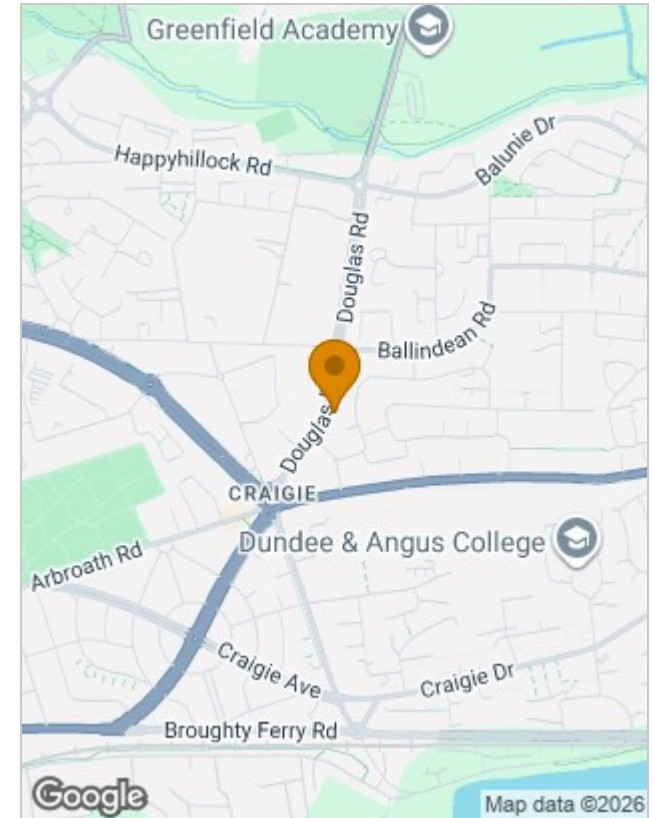 Greenfield Academy
Happyhillock Rd
Balunie Dr
Douglas Rd
Ballindean Rd
Douglas
CRAIGIE
Dundee & Angus College
Arbroath Rd
Craigie Ave
Craigie Dr
Broughty Ferry Rd
Google
Map data ©2026